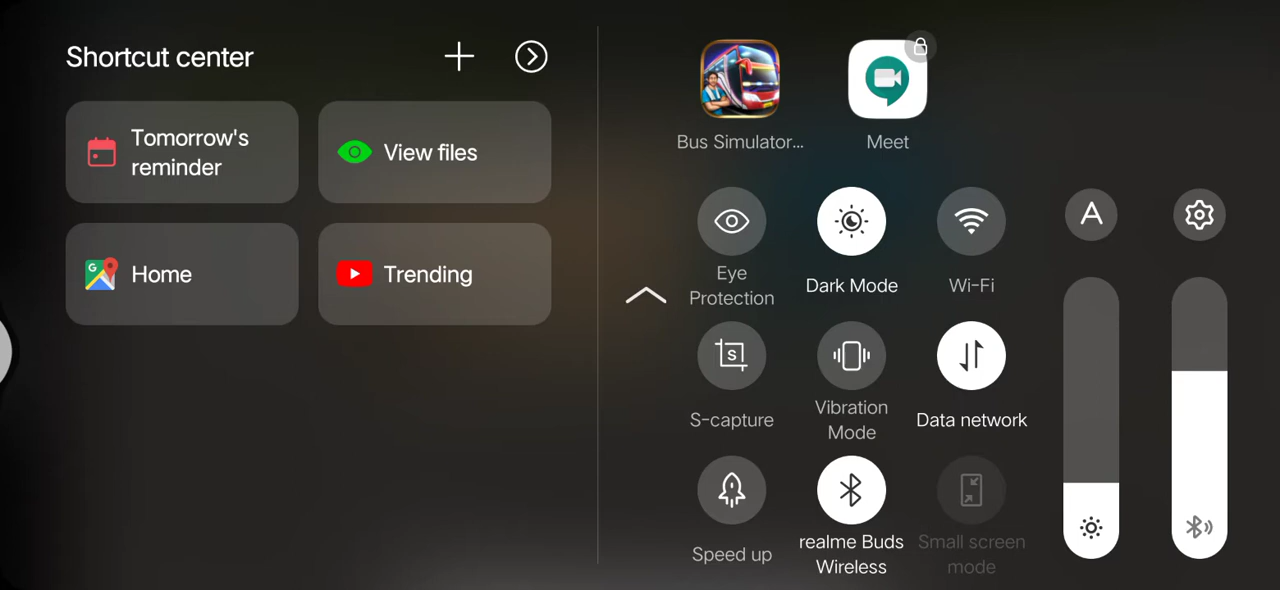 Shortcut center
Tomorrow's
reminder
View files
Home
Trending
Bus Simulator...
Meet
Eye
Protection
Dark Mode
Wi-Fi
A
S-capture
Vibration
Mode
Data network
Speed up
realme Buds
Wireless
Small screen
mode